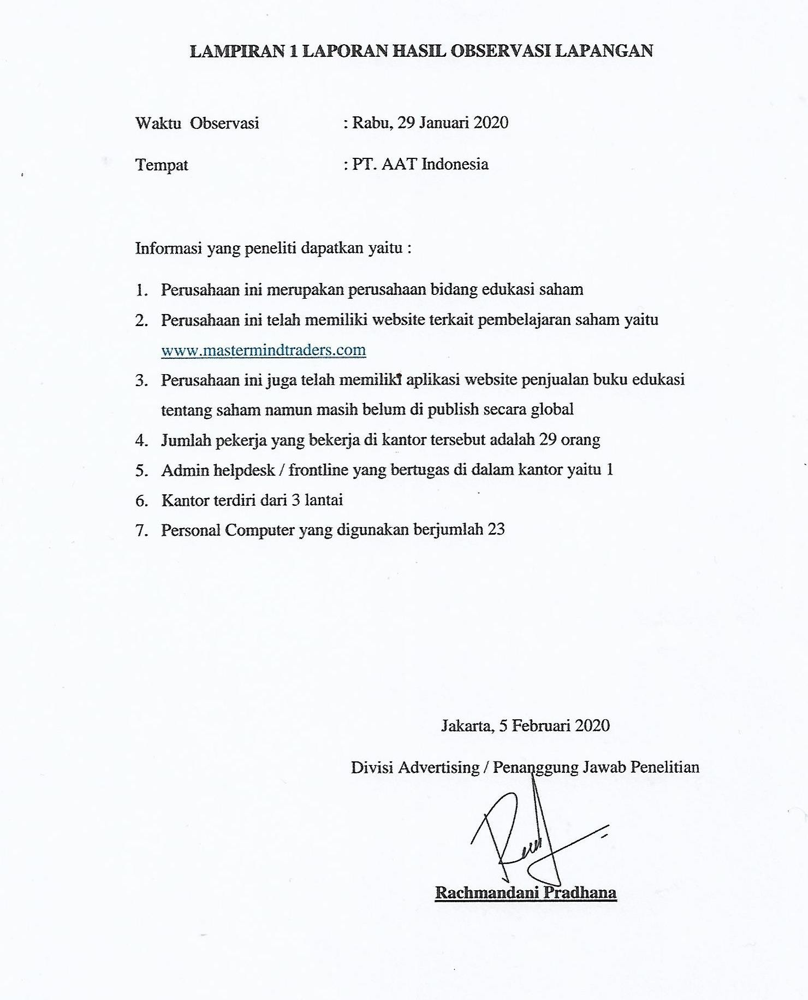 LAMPIRAN 1 LAPORAN HASIL OBSERVASI LAPANGAN
Waktu Observasi : Rabu, 29 Januari 2020
Tempat : PT. AAT Indonesia
Informasi yang peneliti dapatkan yaitu :
1. Perusahaan ini merupakan perusahaan bidang edukasi saham
2. Perusahaan ini telah memiliki website terkait pembelajaran saham yaitu
www.mastermindtraders.com
3. Perusahaan ini juga telah memiliki aplikasi website penjualan buku edukasi
tentang saham namun masih belum di publish secara global
4. Jumlah pekerja yang bekerja di kantor tersebut adalah 29 orang
5. Admin helpdesk / frontline yang bertugas di dalam kantor yaitu 1
6. Kantor terdiri dari 3 lantai
7. Personal Computer yang digunakan berjumlah 23
Jakarta, 5 Februari 2020
Divisi Advertising / Penanggung Jawab Penelitian
Rachmandani Pradhana